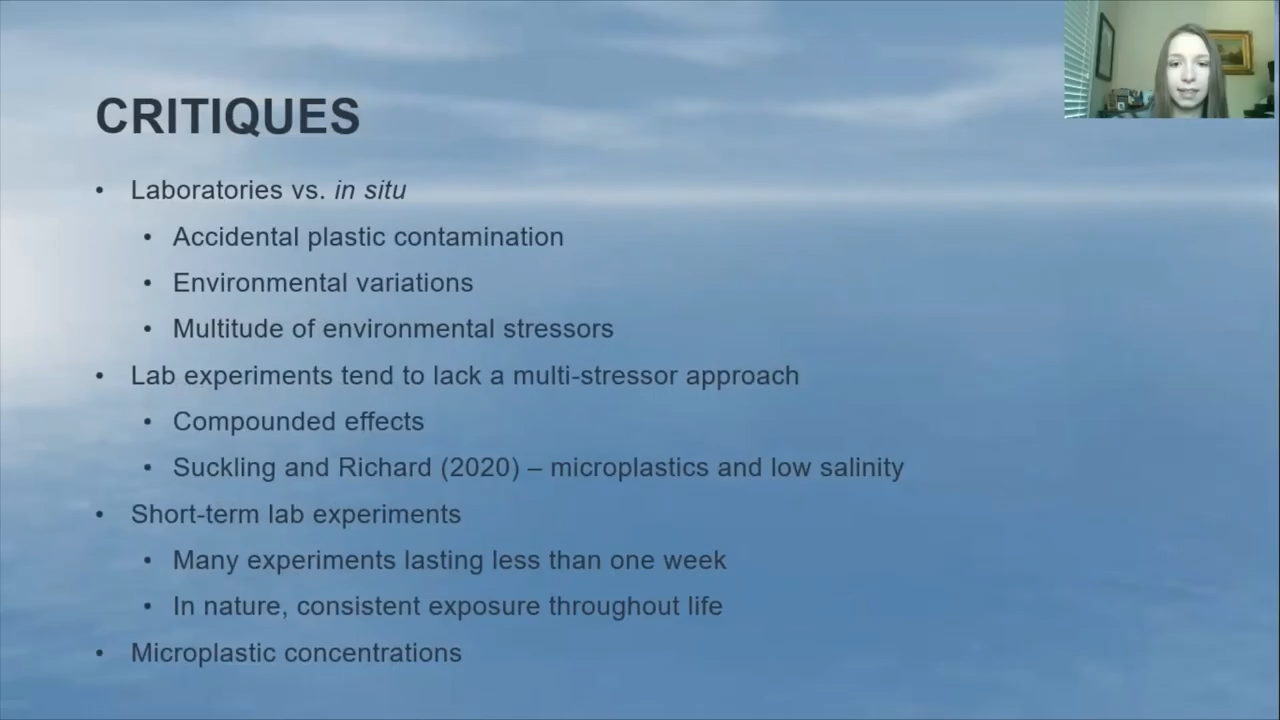 CRITIQUES
• Laboratories vs. in situ
• Accidental plastic contamination
• Environmental variations
• Multitude of environmental stressors
• Lab experiments tend to lack a multi-stressor approach
• Compounded effects
• Suckling and Richard (2020) – microplastics and low salinity
• Short-term lab experiments
• Many experiments lasting less than one week
• In nature, consistent exposure throughout life
• Microplastic concentrations